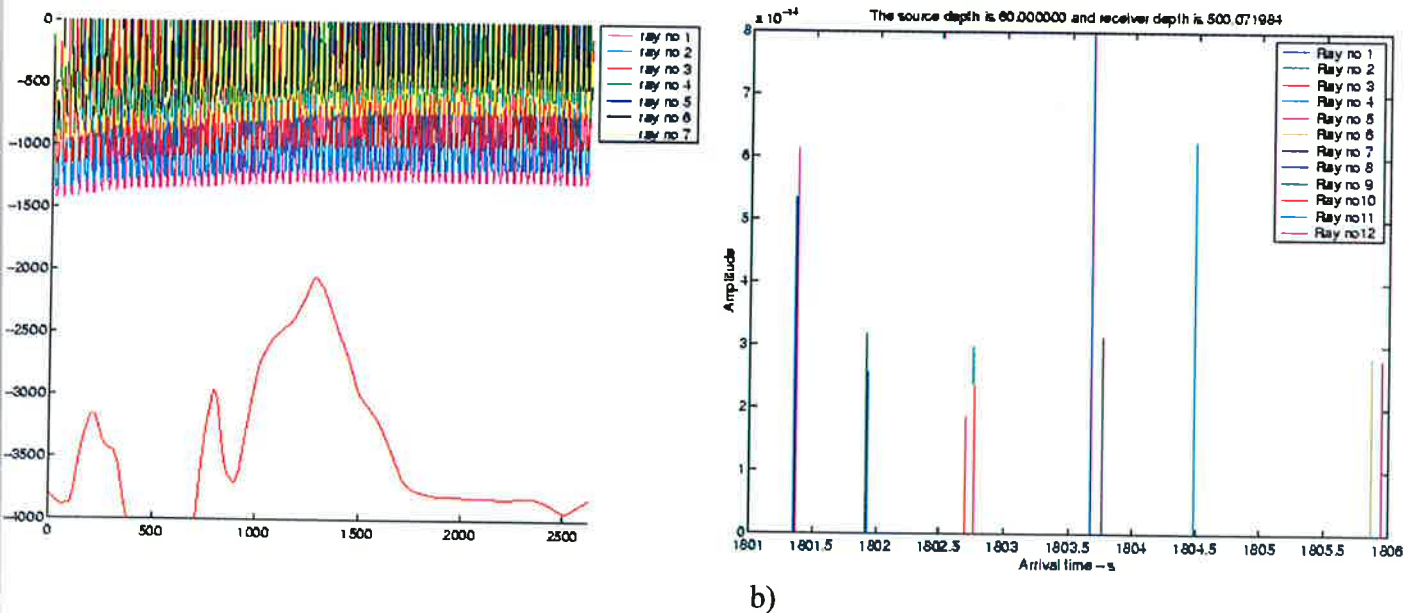 0
-500
-1000
-1500
-2000
-2500
-3000
-3500
-4000
0 500 1000 1500 2000 2500
ray no 1
ray no 2
ray no 3
ray no 4
ray no 5
ray no 6
ray no 7
x 10⁻¹⁴
The source depth is 60.000000 and receiver depth is 500.071984
8
7
6
5
4
3
2
1
0
Amplitude
1801 1801.5 1802 1802.5 1803 1803.5 1804 1804.5 1805 1805.5 1806
Arrival time - s
Ray no 1
Ray no 2
Ray no 3
Ray no 4
Ray no 5
Ray no 6
Ray no 7
Ray no 8
Ray no 9
Ray no10
Ray no11
Ray no12
b)